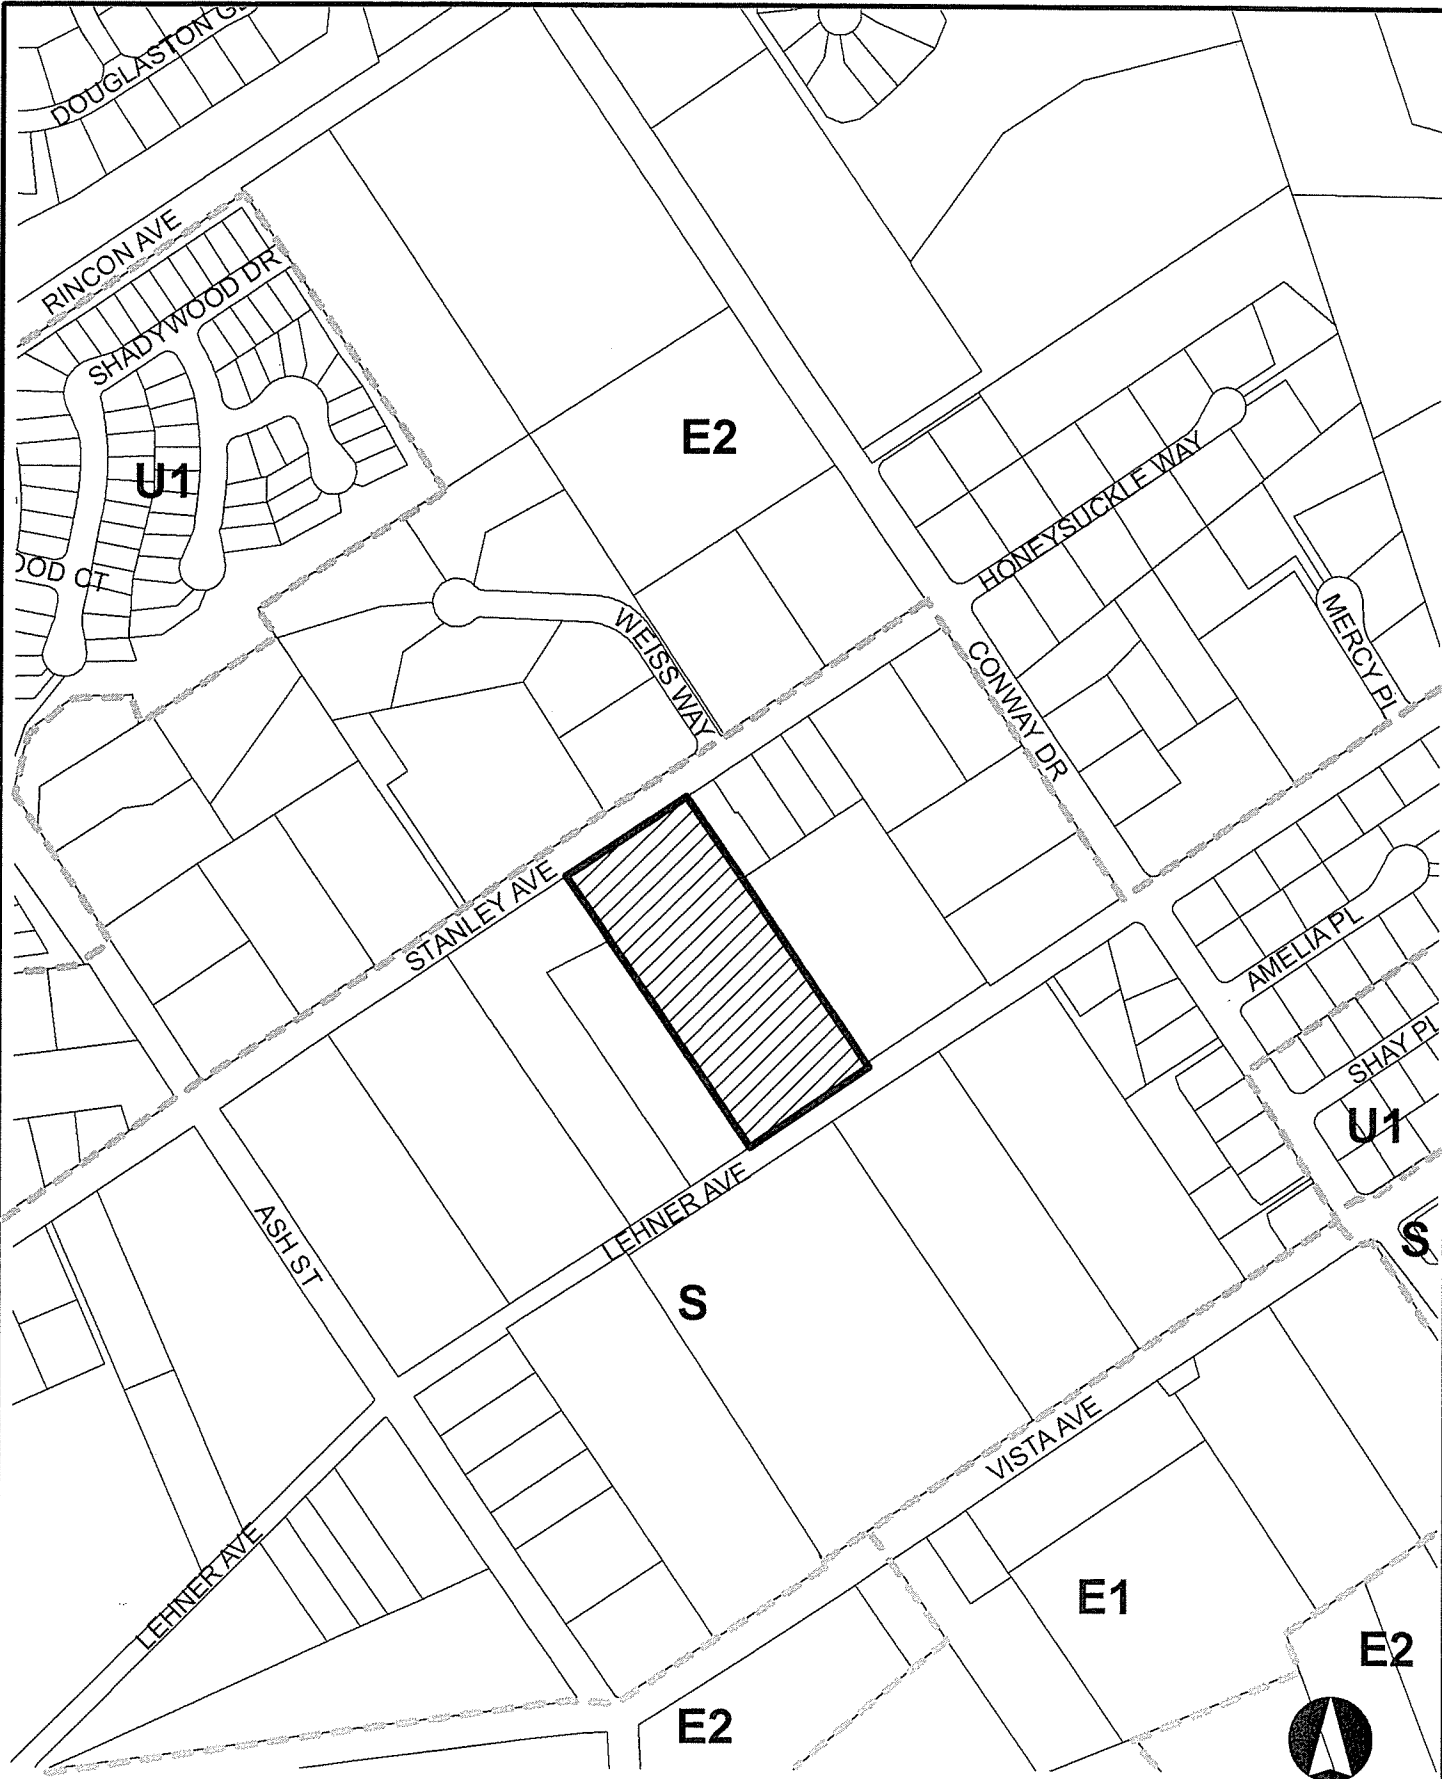 DOUGLASTON GL
RINCON AVE
SHADYWOOD DR
E2
U1
HONEYSUCKLE WAY
OOD CT
WEISS WAY
MERCY PL
CONWAY DR
STANLEY AVE
AMELIA PL
SHAY PL
U1
LEHNER AVE
ASH ST
S
S
VISTA AVE
LEHNER AVE
E1
E2
E2